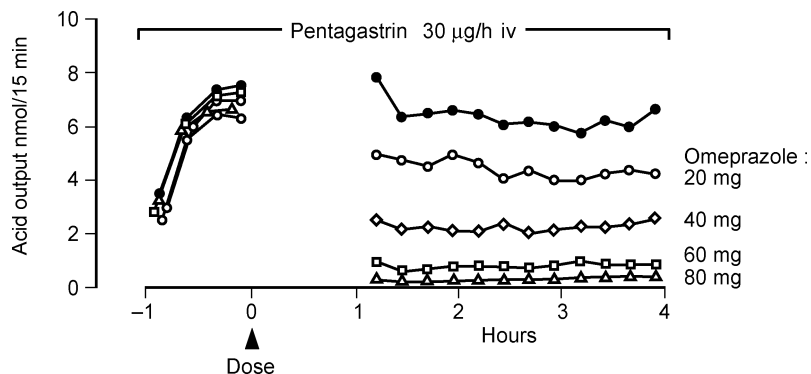 Pentagastrin 30 µg/h iv
Acid output nmol/15 min
10
8
6
4
2
0
Omeprazole :
20 mg
40 mg
60 mg
80 mg
–1 0 1 2 3 4
Hours
Dose